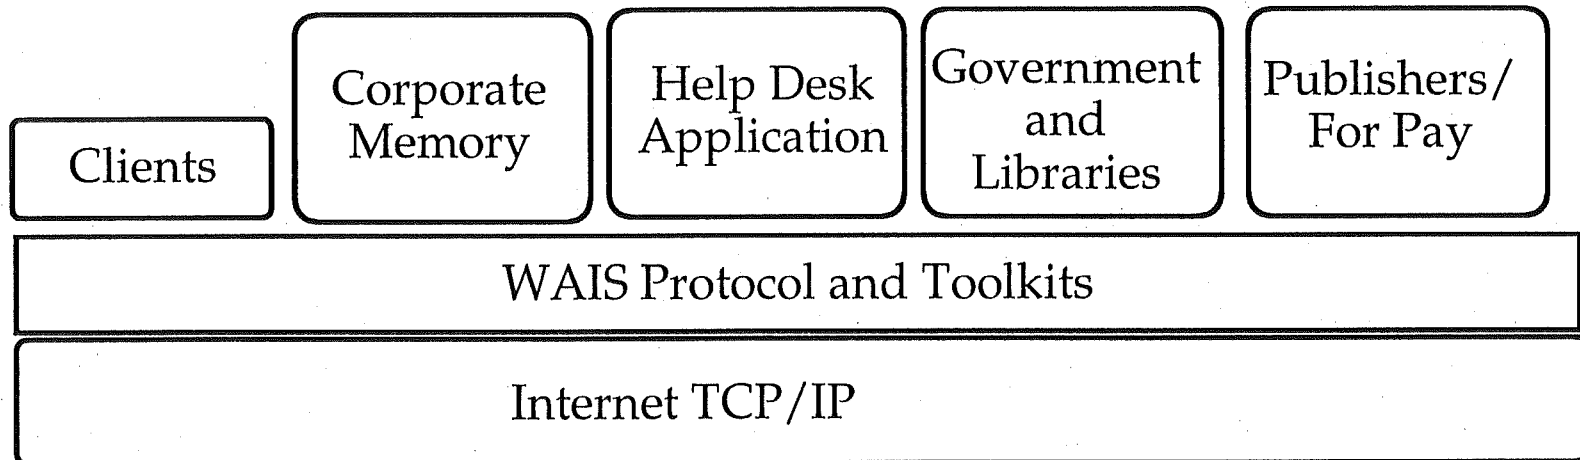 Clients
Corporate
Memory
Help Desk
Application
Government
and
Libraries
Publishers/
For Pay
WAIS Protocol and Toolkits
Internet TCP/IP